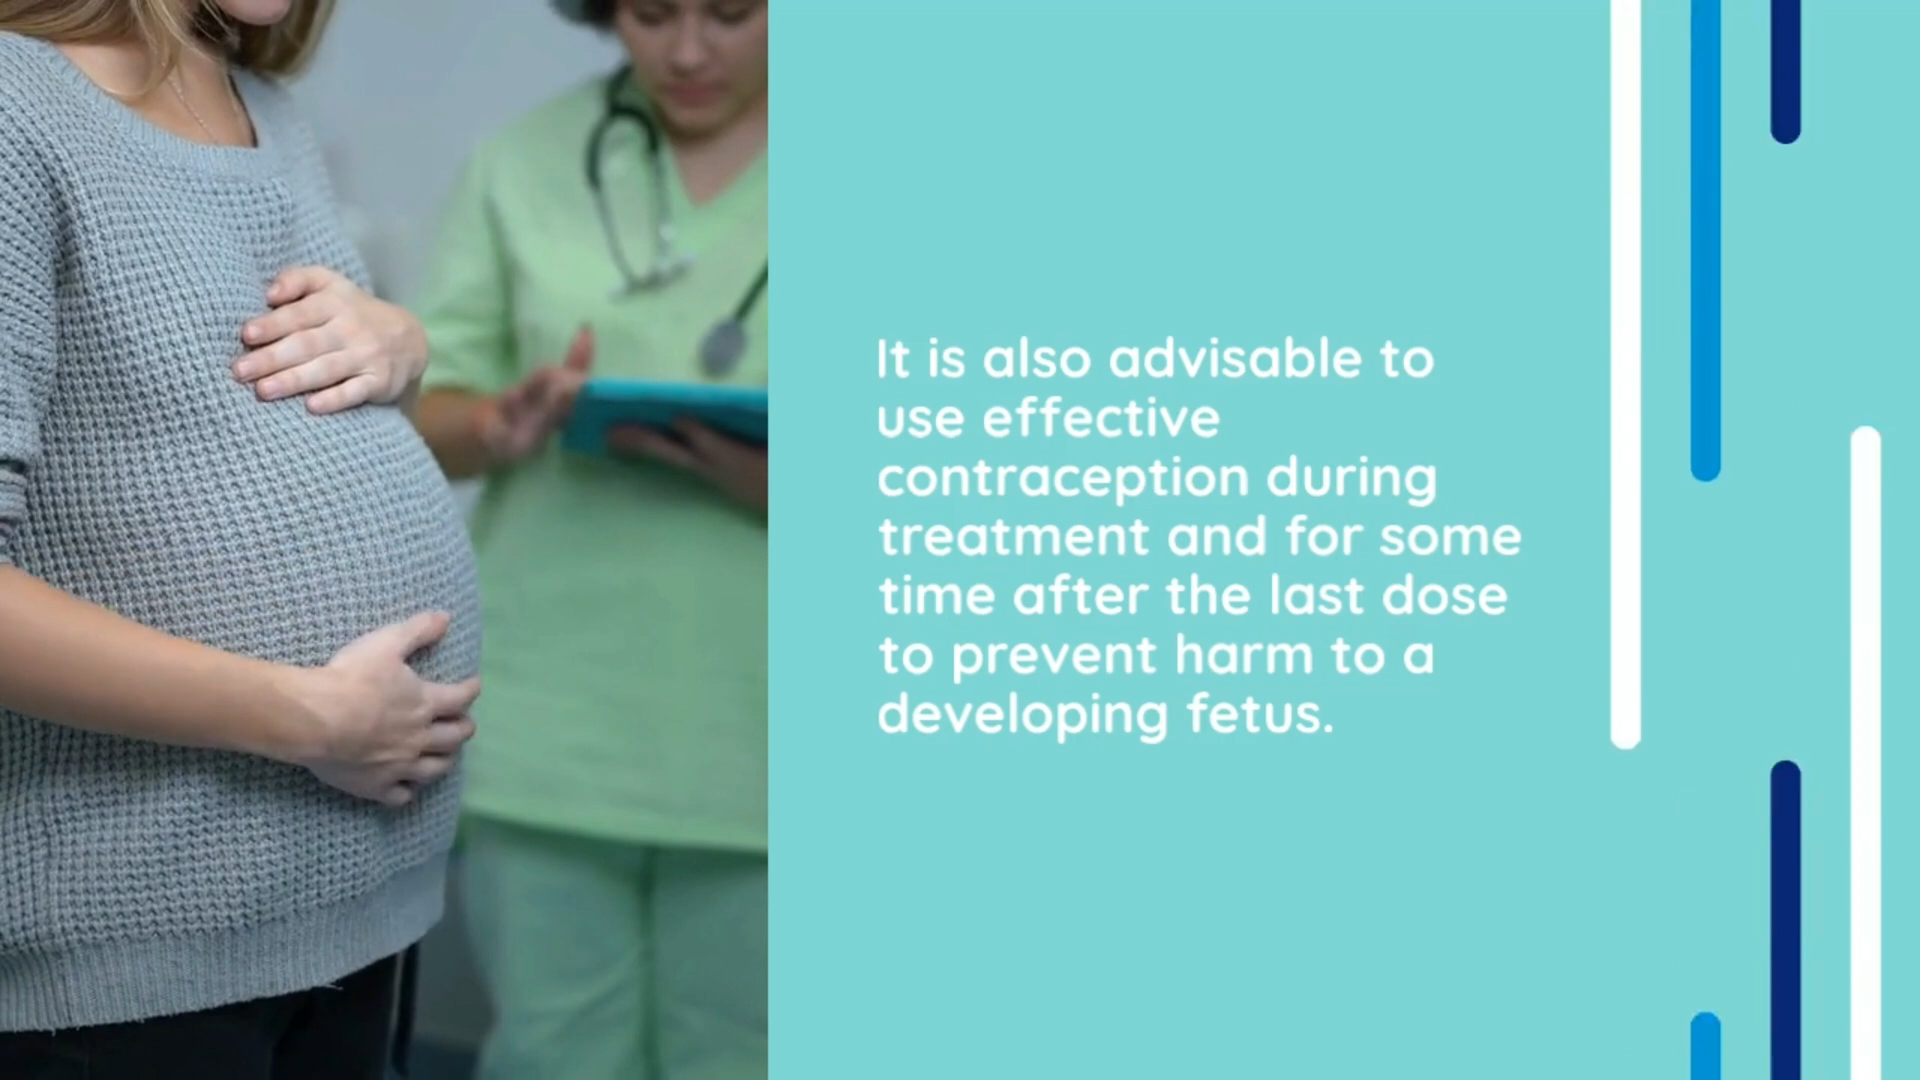 It is also advisable to
use effective
contraception during
treatment and for some
time after the last dose
to prevent harm to a
developing fetus.